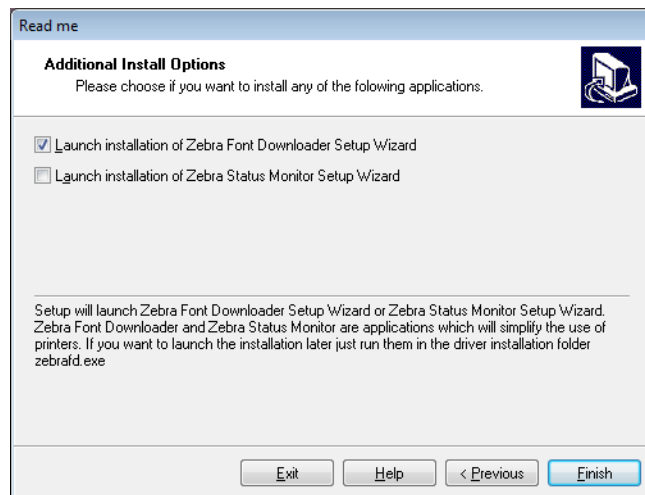 Read me
Additional Install Options
Please choose if you want to install any of the folowing applications.
Launch installation of Zebra Font Downloader Setup Wizard
Launch installation of Zebra Status Monitor Setup Wizard
Setup will launch Zebra Font Downloader Setup Wizard or Zebra Status Monitor Setup Wizard.
Zebra Font Downloader and Zebra Status Monitor are applications which will simplify the use of
printers. If you want to launch the installation later just run them in the driver installation folder
zebrafd.exe
Exit Help < Previous Finish